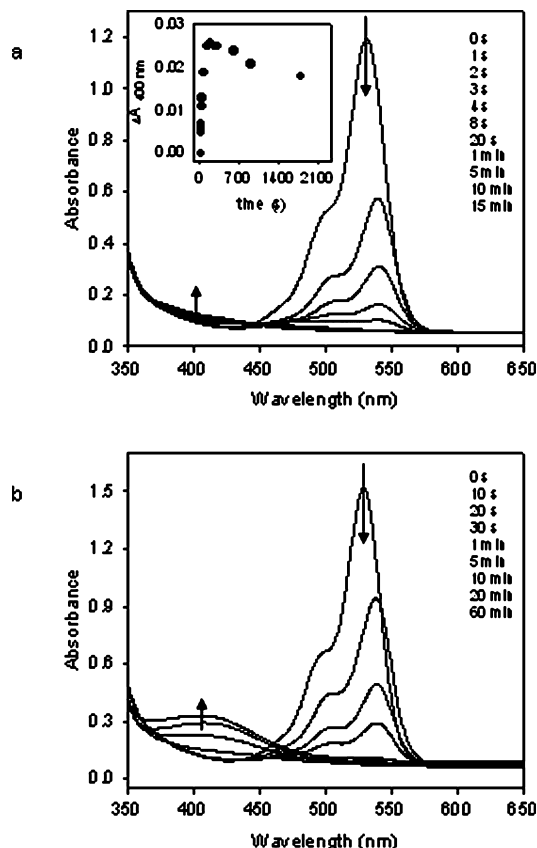 a
0.03
0.02
0.01
0.00
ΔA 400 nm
0
700
1400
2100
time (s)
1.2
1.0
0.8
0.6
0.4
0.2
0.0
Absorbance
0 s
1 s
2 s
3 s
4 s
8 s
20 s
1 min
5 min
10 min
15 min
350
400
450
500
550
600
650
Wavelength (nm)
b
1.5
1.2
0.9
0.6
0.3
0.0
Absorbance
0 s
10 s
20 s
30 s
1 min
5 min
10 min
20 min
60 min
350
400
450
500
550
600
650
Wavelength (nm)